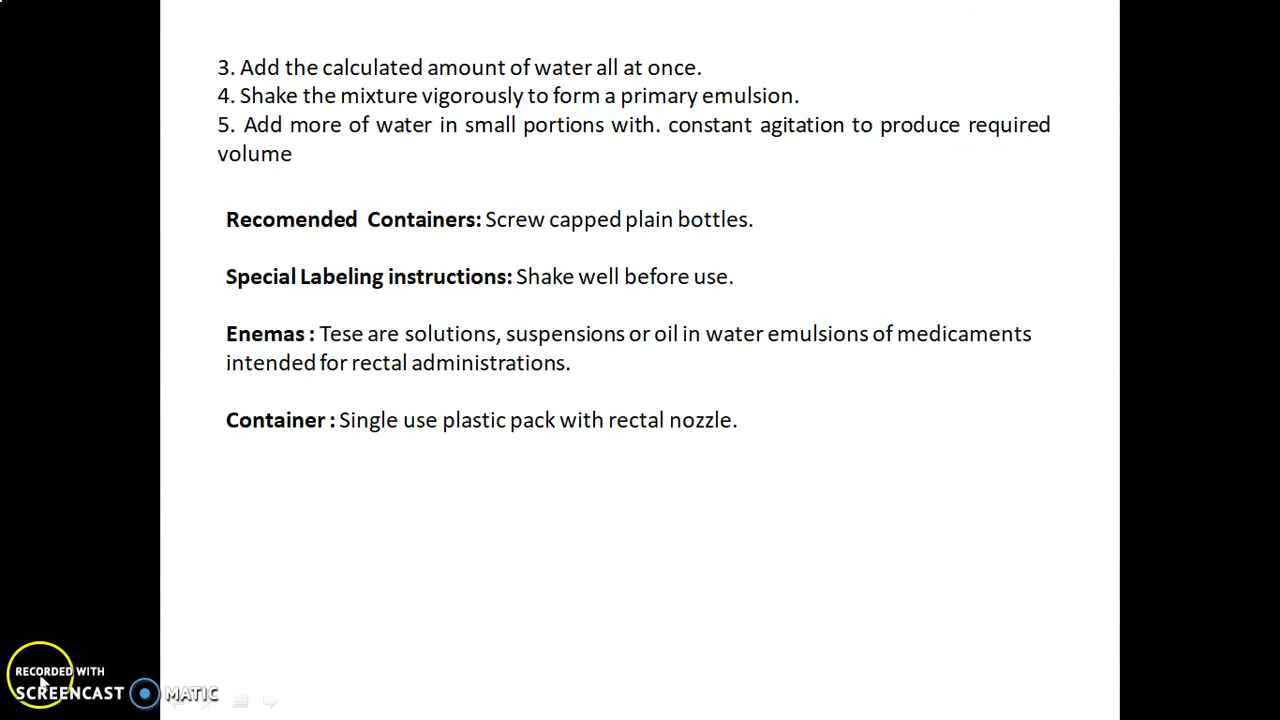 3. Add the calculated amount of water all at once.
4. Shake the mixture vigorously to form a primary emulsion.
5. Add more of water in small portions with. constant agitation to produce required
volume
Recomended Containers: Screw capped plain bottles.
Special Labeling instructions: Shake well before use.
Enemas : Tese are solutions, suspensions or oil in water emulsions of medicaments
intended for rectal administrations.
Container : Single use plastic pack with rectal nozzle.
RECORDED WITH
SCREENCAST MATIC